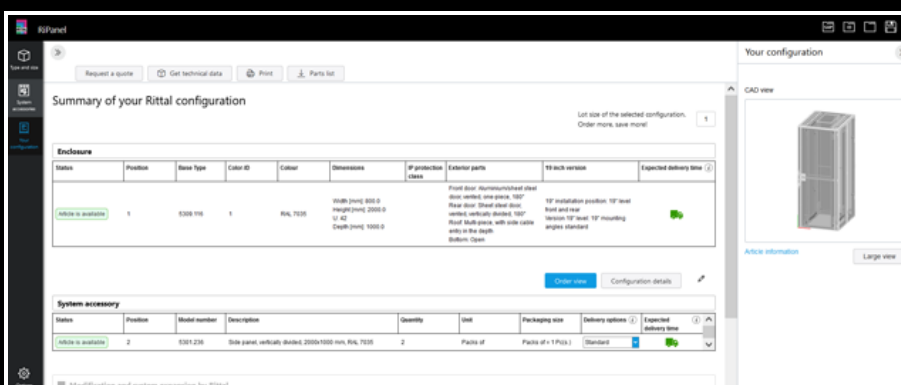 RiPanel
Type and size
System accessories
Your configuration
Request a quote
Get technical data
Print
Parts list
Summary of your Rittal configuration
Lot size of the selected configuration.
Order more, save more!
1
Enclosure
Status Position Base Type Color ID Colour Dimensions IP protection class Exterior parts 19 inch version Expected delivery time
Article is available 1 5308.116 1 RAL 7035
Width [mm]: 800.0
Height [mm]: 2000.0
U: 42
Depth [mm]: 1000.0
Front door: Aluminium/sheet steel
door, vented, one-piece, 180°
Rear door: Sheet steel door,
vented, vertically divided, 180°
Roof: Multi-piece, with side cable
entry in the depth
Bottom: Open
19" installation position: 19" level
front and rear
Version 19" level: 19" mounting
angles standard
Order view
Configuration details
System accessory
Status Position Model number Description Quantity Unit Packaging size Delivery options Expected delivery time
Article is available 2 5301.236 Side panel, vertically divided, 2000x1000 mm, RAL 7035 2 Packs of Packs of = 1 Pc(s.) Standard
Modification and system expansion by Rittal
Your configuration
CAD view
Article information
Large view